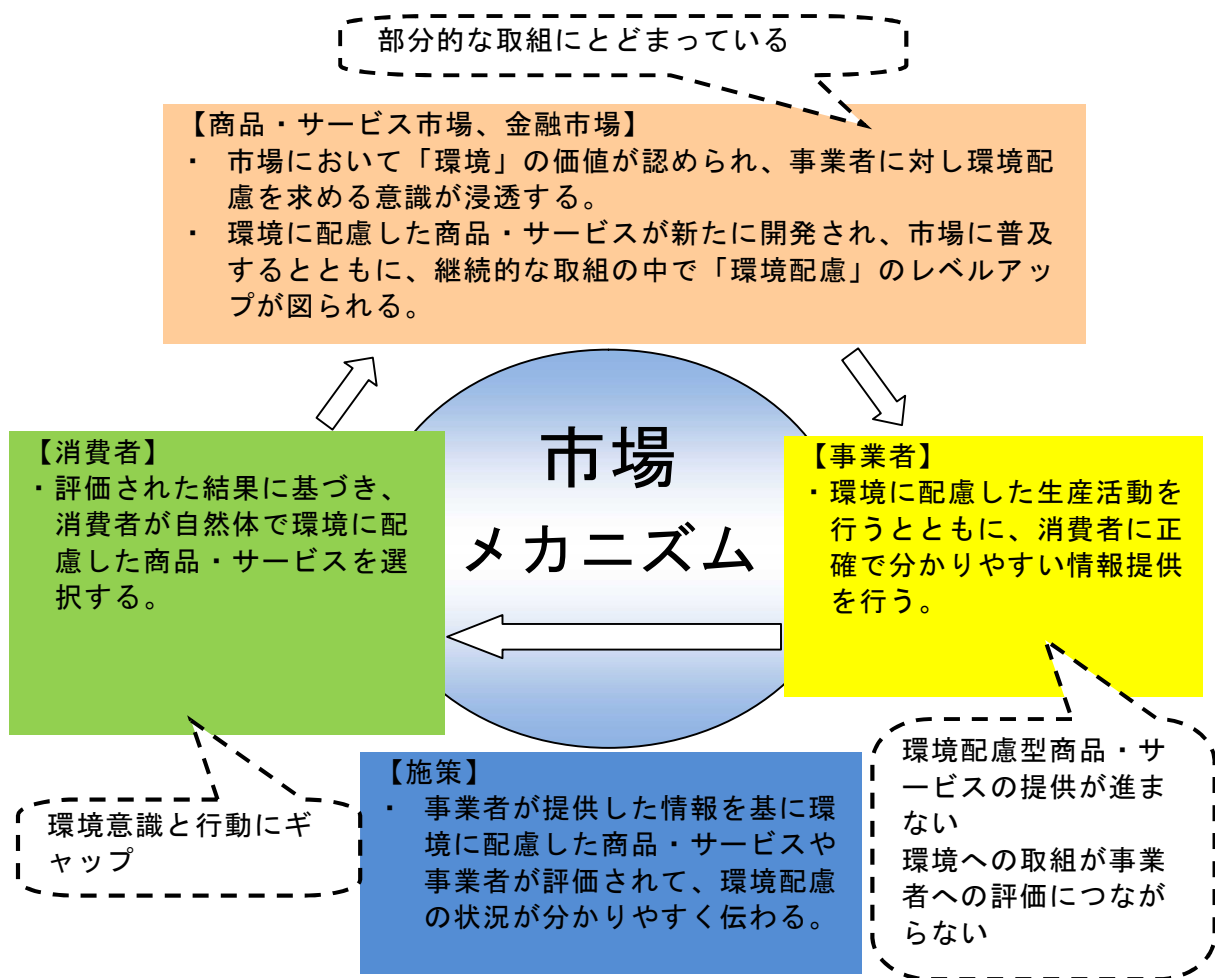 部分的な取組にとどまっている
【商品・サービス市場、金融市場】
・ 市場において「環境」の価値が認められ、事業者に対し環境配
慮を求める意識が浸透する。
・ 環境に配慮した商品・サービスが新たに開発され、市場に普及
するとともに、継続的な取組の中で「環境配慮」のレベルアッ
プが図られる。
市場
メカニズム
【消費者】
・評価された結果に基づき、
消費者が自然体で環境に配
慮した商品・サービスを選
択する。
【事業者】
・環境に配慮した生産活動を
行うとともに、消費者に正
確で分かりやすい情報提供
を行う。
環境意識と行動にギ
ャップ
【施策】
・ 事業者が提供した情報を基に環
境に配慮した商品・サービスや
事業者が評価されて、環境配慮
の状況が分かりやすく伝わる。
環境配慮型商品・サ
ービスの提供が進ま
ない
環境への取組が事業
者への評価につなが
らない